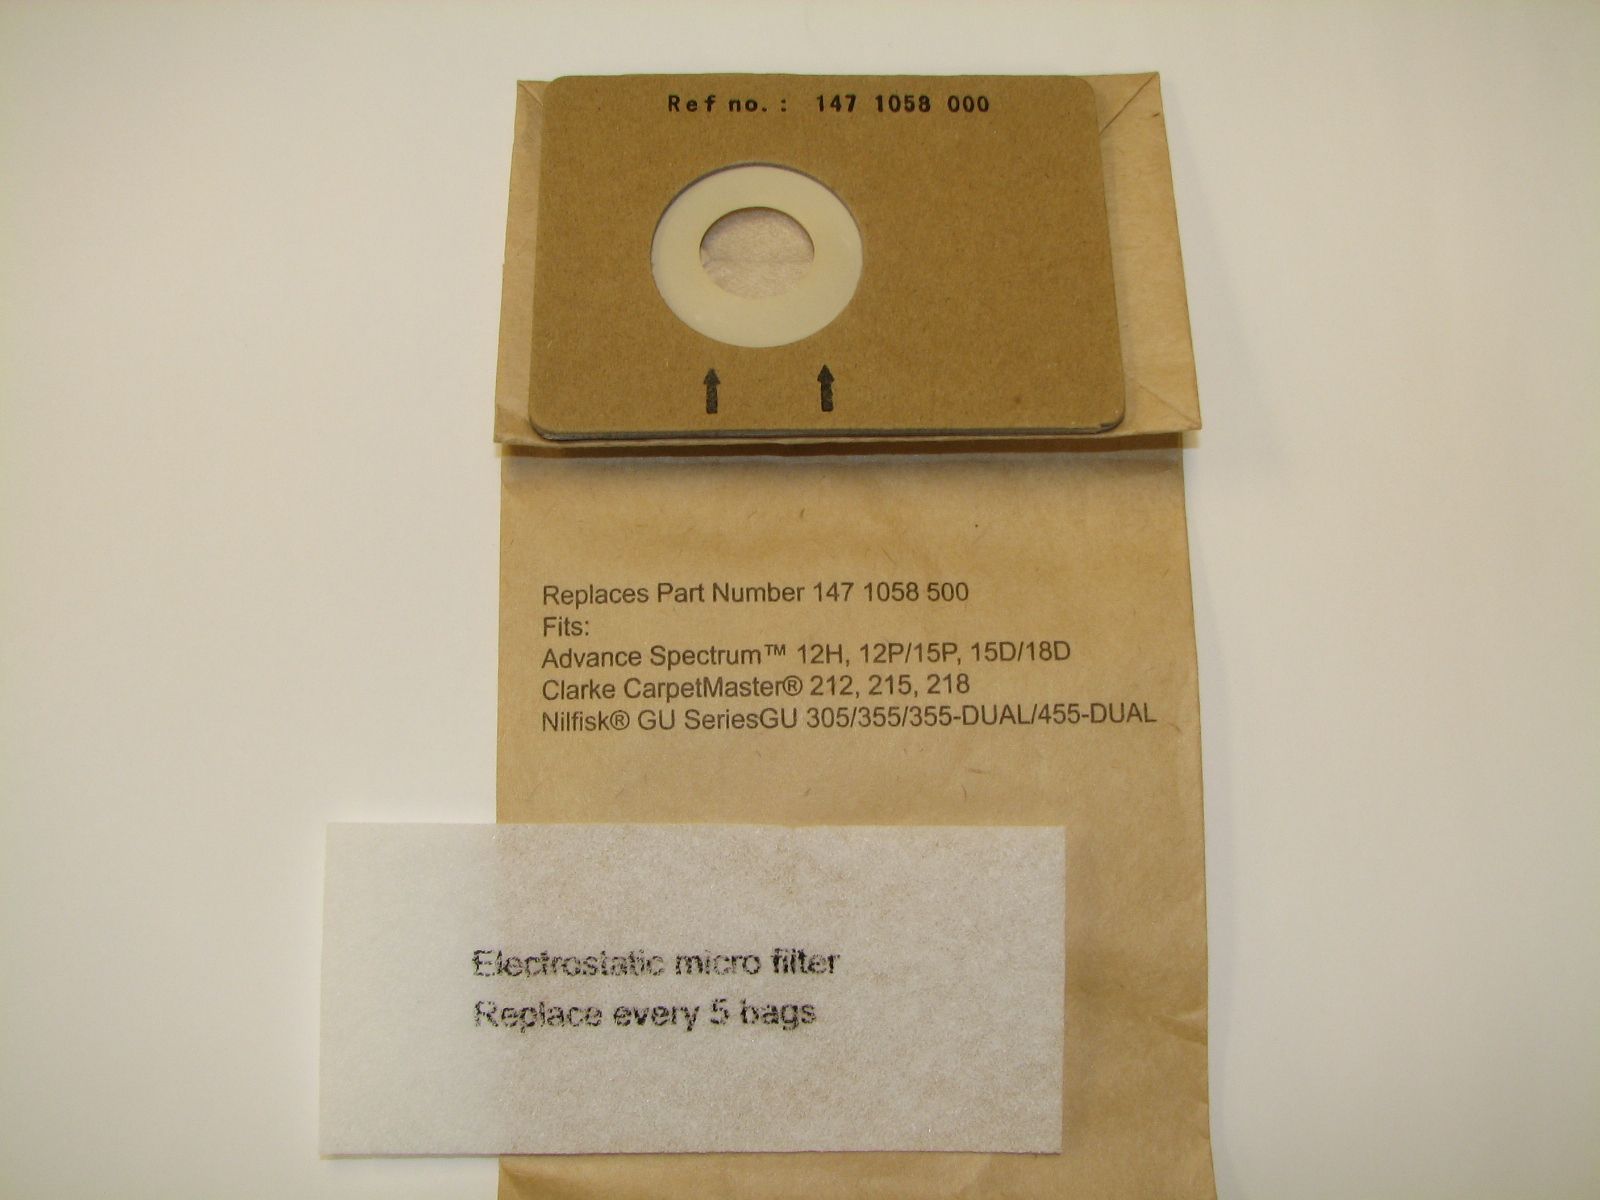 Ref no.: 147 1058 000
Replaces Part Number 147 1058 500
Fits:
Advance Spectrum™ 12H, 12P/15P, 15D/18D
Clarke CarpetMaster® 212, 215, 218
Nilfisk® GU SeriesGU 305/355/355-DUAL/455-DUAL
Electrostatic micro filter
Replace every 5 bags